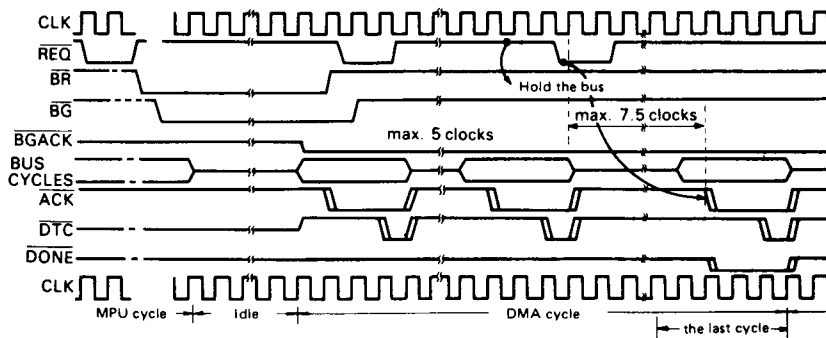 CLK
REQ
BR
Hold the bus
BG
max. 7.5 clocks
BGACK
max. 5 clocks
BUS
CYCLES
ACK
DTC
DONE
CLK
MPU cycle
idle
DMA cycle
the last cycle